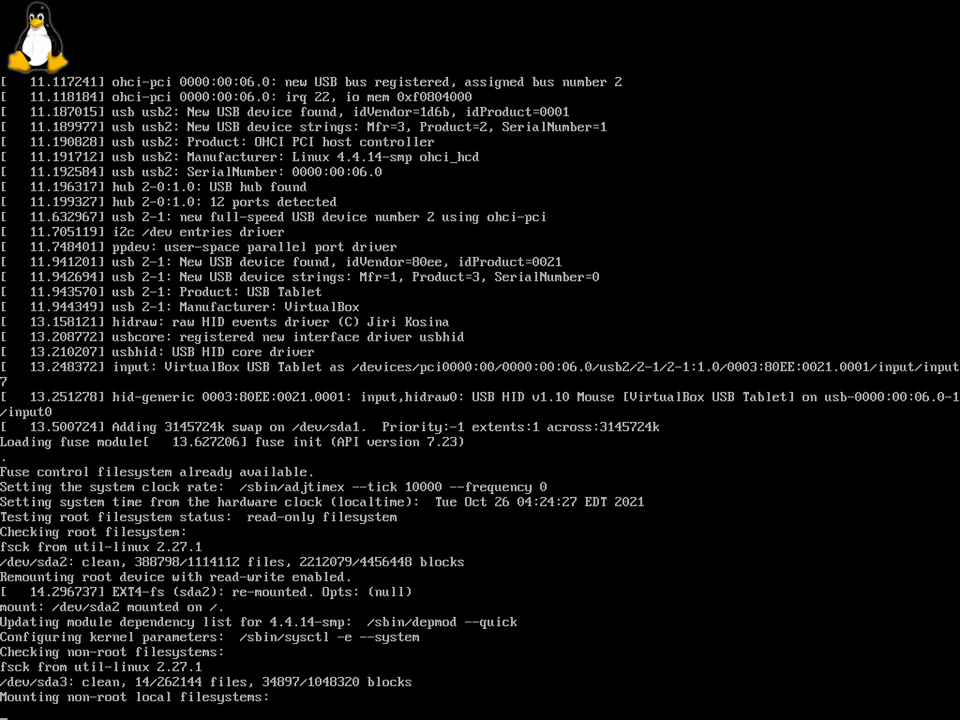 [   11.117241] ohci-pci 0000:00:06.0: new USB bus registered, assigned bus number 2
[   11.118184] ohci-pci 0000:00:06.0: irq 22, io mem 0xf0804000
[   11.187015] usb usb2: New USB device found, idVendor=1d6b, idProduct=0001
[   11.189977] usb usb2: New USB device strings: Mfr=3, Product=2, SerialNumber=1
[   11.190828] usb usb2: Product: OHCI PCI host controller
[   11.191712] usb usb2: Manufacturer: Linux 4.4.14-smp ohci_hcd
[   11.192584] usb usb2: SerialNumber: 0000:00:06.0
[   11.196317] hub 2-0:1.0: USB hub found
[   11.199327] hub 2-0:1.0: 12 ports detected
[   11.632967] usb 2-1: new full-speed USB device number 2 using ohci-pci
[   11.705119] i2c /dev entries driver
[   11.748401] ppdev: user-space parallel port driver
[   11.941201] usb 2-1: New USB device found, idVendor=80ee, idProduct=0021
[   11.942694] usb 2-1: New USB device strings: Mfr=1, Product=3, SerialNumber=0
[   11.943570] usb 2-1: Product: USB Tablet
[   11.944349] usb 2-1: Manufacturer: VirtualBox
[   13.158121] hidraw: raw HID events driver (C) Jiri Kosina
[   13.208772] usbcore: registered new interface driver usbhid
[   13.210207] usbhid: USB HID core driver
[   13.248372] input: VirtualBox USB Tablet as /devices/pci0000:00/0000:00:06.0/usb2/2-1/2-1:1.0/0003:80EE:0021.0001/input/input
7
[   13.251278] hid-generic 0003:80EE:0021.0001: input,hidraw0: USB HID v1.10 Mouse [VirtualBox USB Tablet] on usb-0000:00:06.0-1
/input0
[   13.500724] Adding 3145724k swap on /dev/sda1.  Priority:-1 extents:1 across:3145724k
Loading fuse module[   13.627206] fuse init (API version 7.23)
.
Fuse control filesystem already available.
Setting the system clock rate:  /sbin/adjtimex --tick 10000 --frequency 0
Setting system time from the hardware clock (localtime):  Tue Oct 26 04:24:27 EDT 2021
Testing root filesystem status:  read-only filesystem
Checking root filesystem:
fsck from util-linux 2.27.1
/dev/sda2: clean, 388798/1114112 files, 2212079/4456448 blocks
Remounting root device with read-write enabled.
[   14.296737] EXT4-fs (sda2): re-mounted. Opts: (null)
mount: /dev/sda2 mounted on /.
Updating module dependency list for 4.4.14-smp:  /sbin/depmod --quick
Configuring kernel parameters:  /sbin/sysctl -e --system
Checking non-root filesystems:
fsck from util-linux 2.27.1
/dev/sda3: clean, 14/262144 files, 34897/1048320 blocks
Mounting non-root local filesystems: